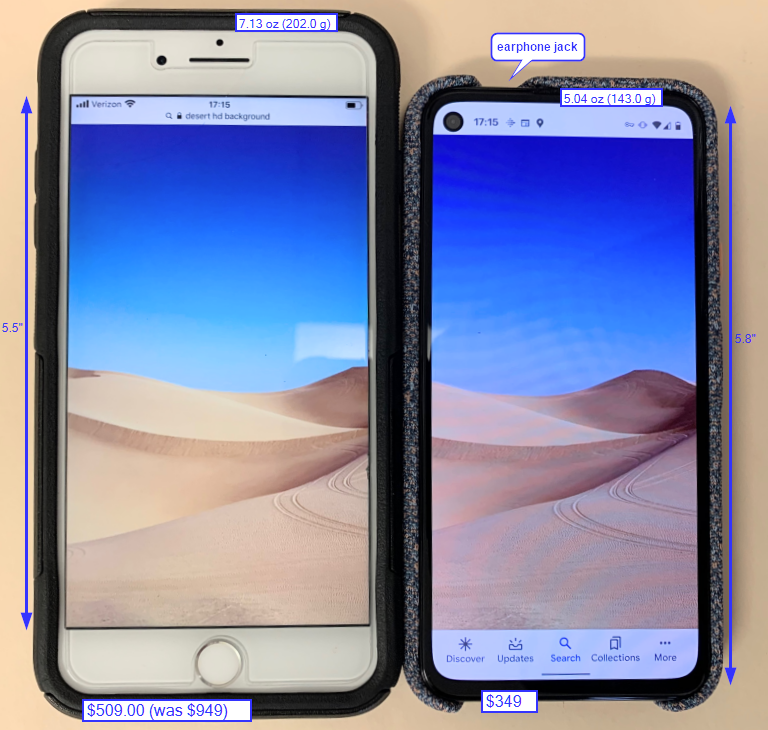 7.13 oz (202.0 g)
earphone jack
5.04 oz (143.0 g)
Verizon
17:15
desert hd background
17:15
5.5"
5.8"
Discover
Updates
Search
Collections
More
$509.00 (was $949)
$349